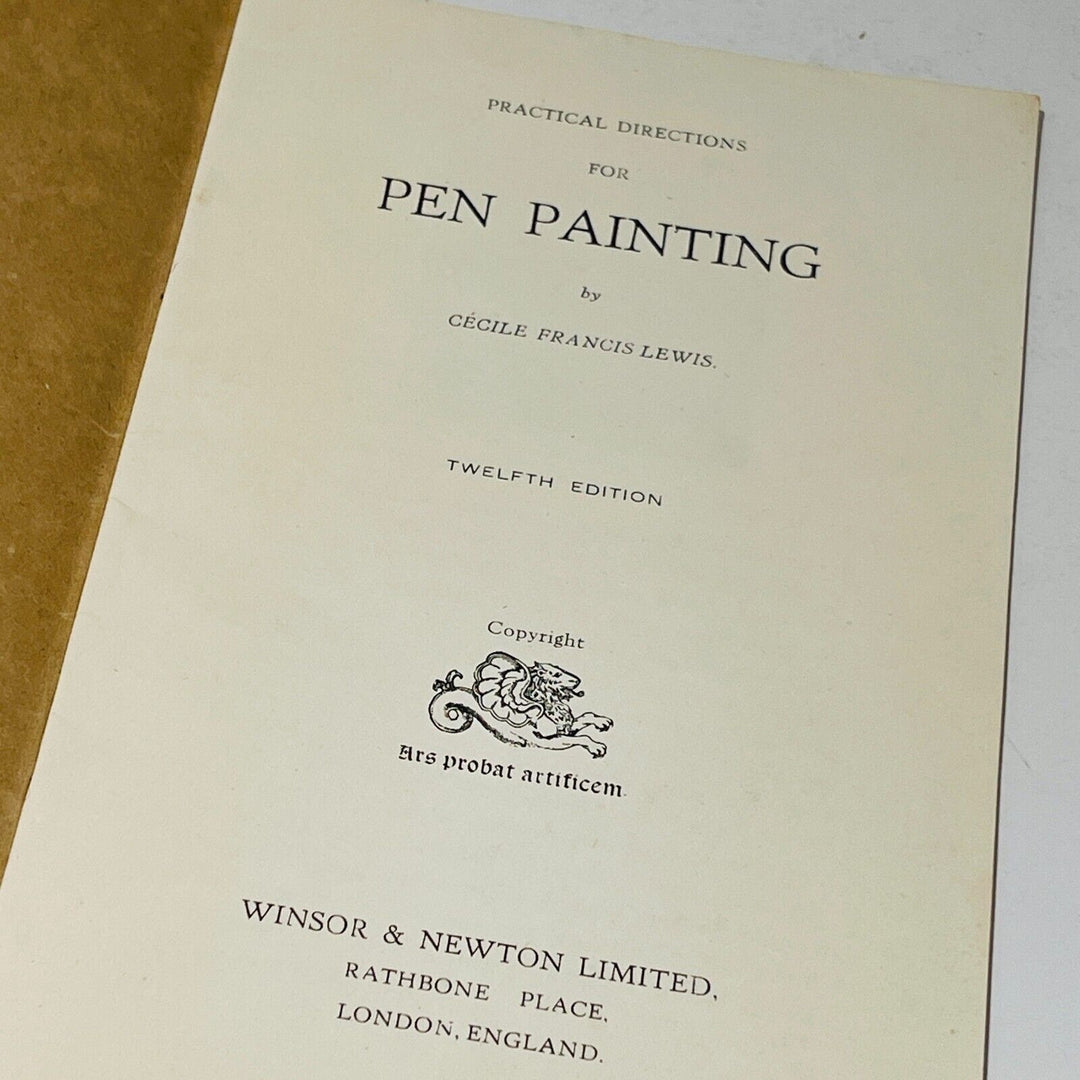 PRACTICAL DIRECTIONS
FOR
PEN PAINTING
by
CÉCILE FRANCIS LEWIS.
TWELFTH EDITION
Copyright
Ars probat artificem.
WINSOR & NEWTON LIMITED,
RATHBONE PLACE,
LONDON, ENGLAND.